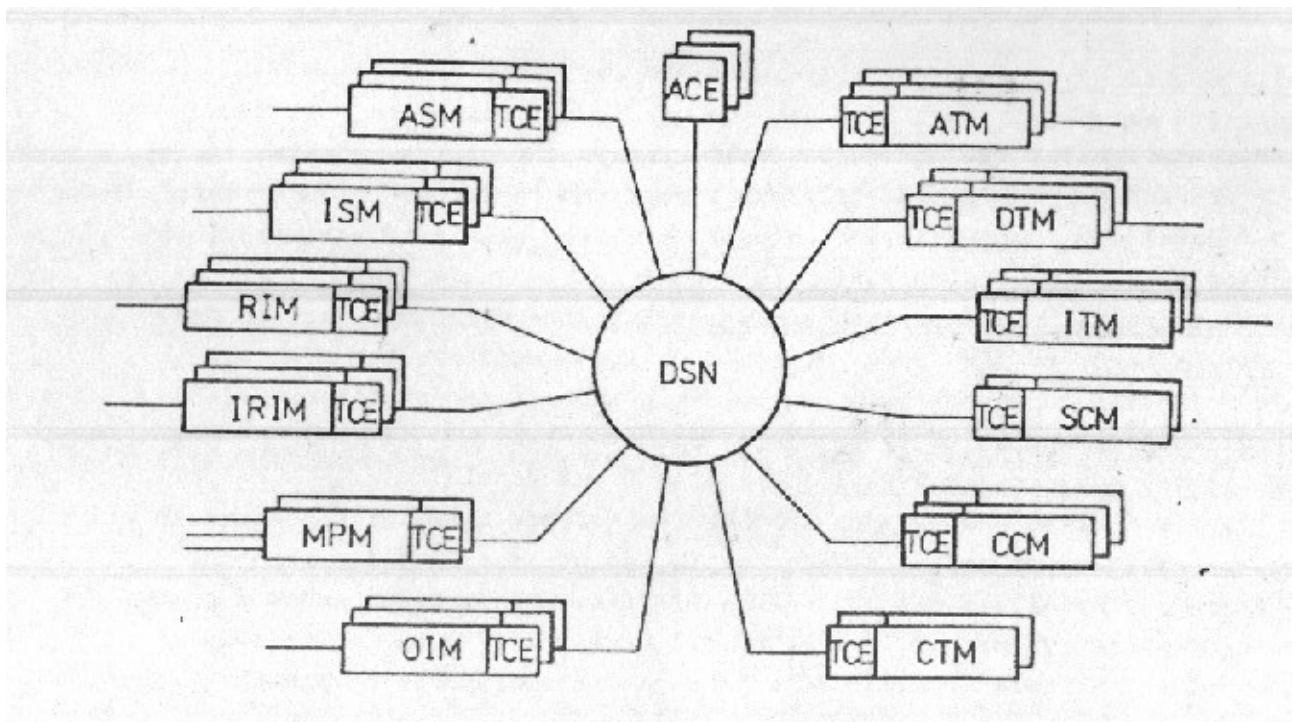 ACE
ASM TCE
TCE ATM
ISM TCE
TCE DTM
RIM TCE
TCE ITM
DSN
IRIM TCE
TCE SCM
MPM TCE
TCE CCM
OIM TCE
TCE CTM